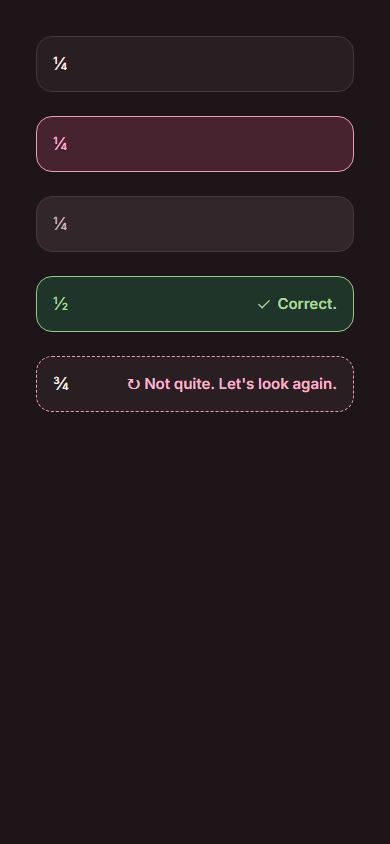 ¼
¼
¼
½ ✓ Correct.
¾ ↻ Not quite. Let's look again.